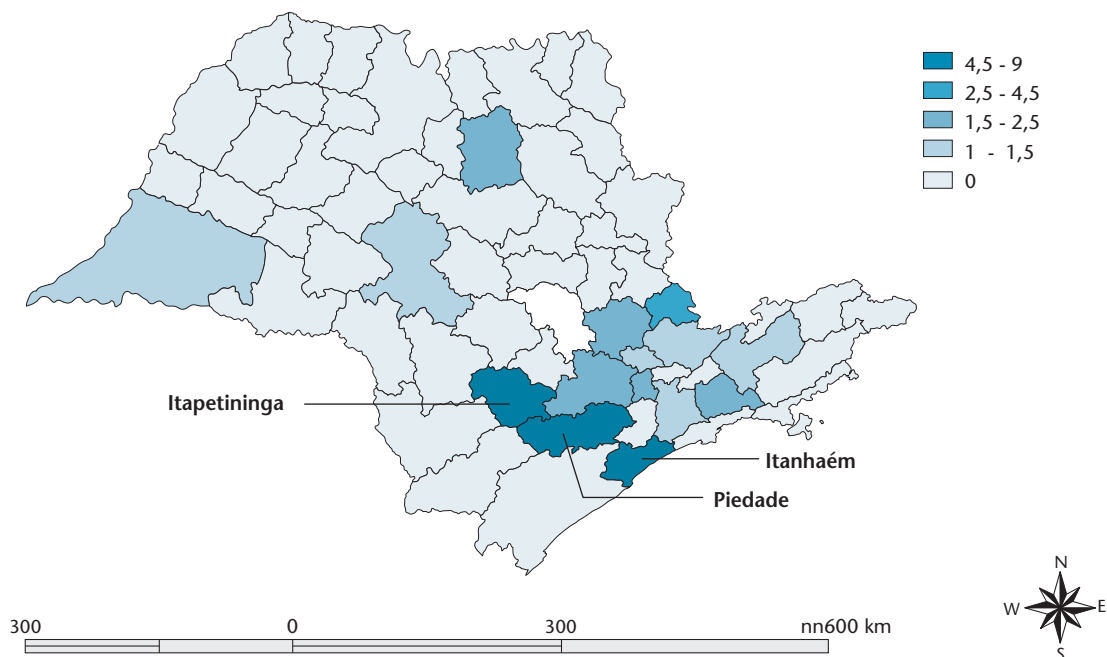 4,5 - 9
2,5 - 4,5
1,5 - 2,5
1 - 1,5
0
Itapetininga
Itanhaém
Piedade
N
W E
S
300 0 300 nn600 km